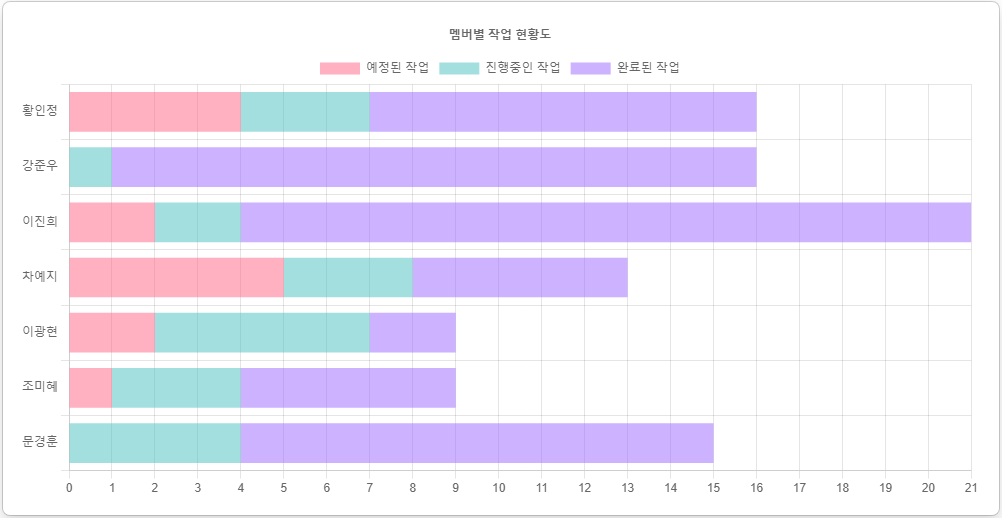 멤버별 작업 현황도
예정된 작업 진행중인 작업 완료된 작업
황인정
강준우
이진희
차예지
이광현
조미혜
문경훈
0 1 2 3 4 5 6 7 8 9 10 11 12 13 14 15 16 17 18 19 20 21